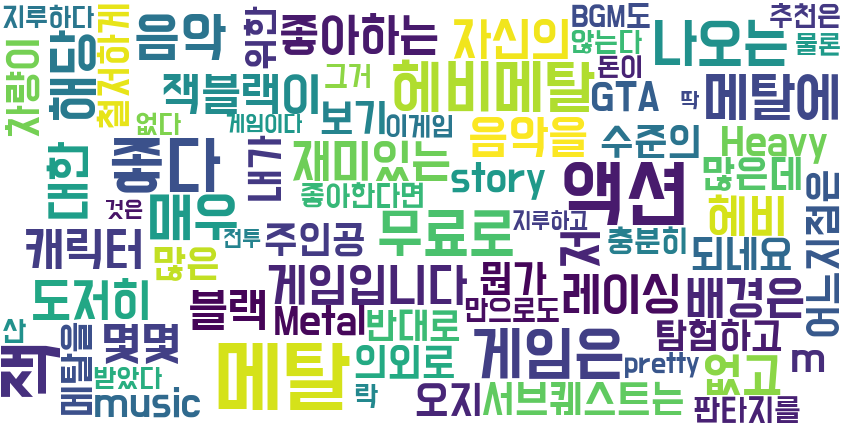 지루하다
음악
위한
좋아하는
자신의
BGM도
추천은
않는다
나오는
물론
차량이
해당
철저하게
잭블랙이
그거
헤비메탈
돈이
GTA
딱
메탈에
없다
게임이다
보기
이게임
음악을
수준의
Heavy
대한
좋다
내가
재미있는
story
좋아한다면
액션
많은데
헤비
것은
매우
전투
주인공
무료로
지루하고
저
충분히
되네요
어느지점은
캐릭터
많은
게임입니다
뭔가
레이싱
배경은
도저히
블랙
Metal
반대로
만으로도
탐험하고
산
잭
메탈을
몇몇
메탈
의외로
게임은
pretty
없고
m
받았다
music
락
오지
서브퀘스트는
판타지를